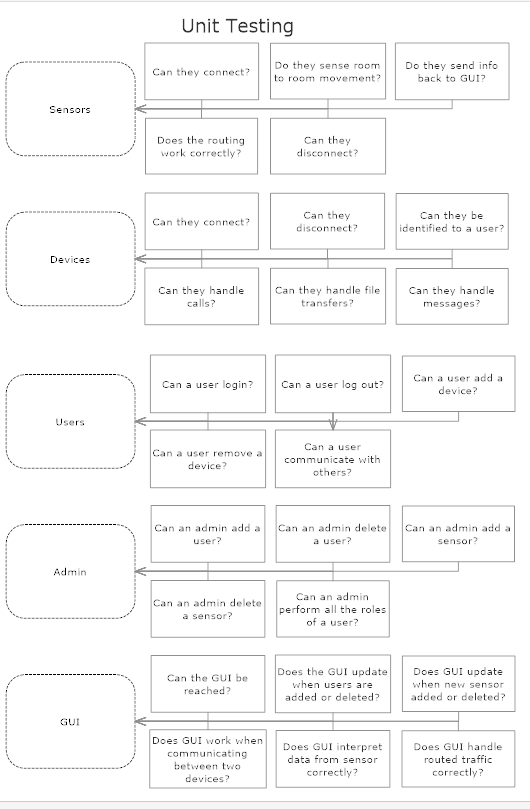 Unit Testing
Can they connect?
Do they sense room
to room movement?
Do they send info
back to GUI?
Sensors
Does the routing
work correctly?
Can they
disconnect?
Can they connect?
Can they
disconnect?
Can they be
identified to a user?
Devices
Can they handle
calls?
Can they handle file
transfers?
Can they handle
messages?
Can a user login?
Can a user log out?
Can a user add a
device?
Users
Can a user remove a
device?
Can a user
communicate with
others?
Can an admin add a
user?
Can an admin delete
a user?
Can an admin add a
sensor?
Admin
Can an admin delete
a sensor?
Can an admin
perform all the roles
of a user?
Can the GUI be
reached?
Does the GUI update
when users are
added or deleted?
Does GUI update
when new sensor
added or deleted?
GUI
Does GUI work when
communicating
between two
devices?
Does GUI interpret
data from sensor
correctly?
Does GUI handle
routed traffic
correctly?